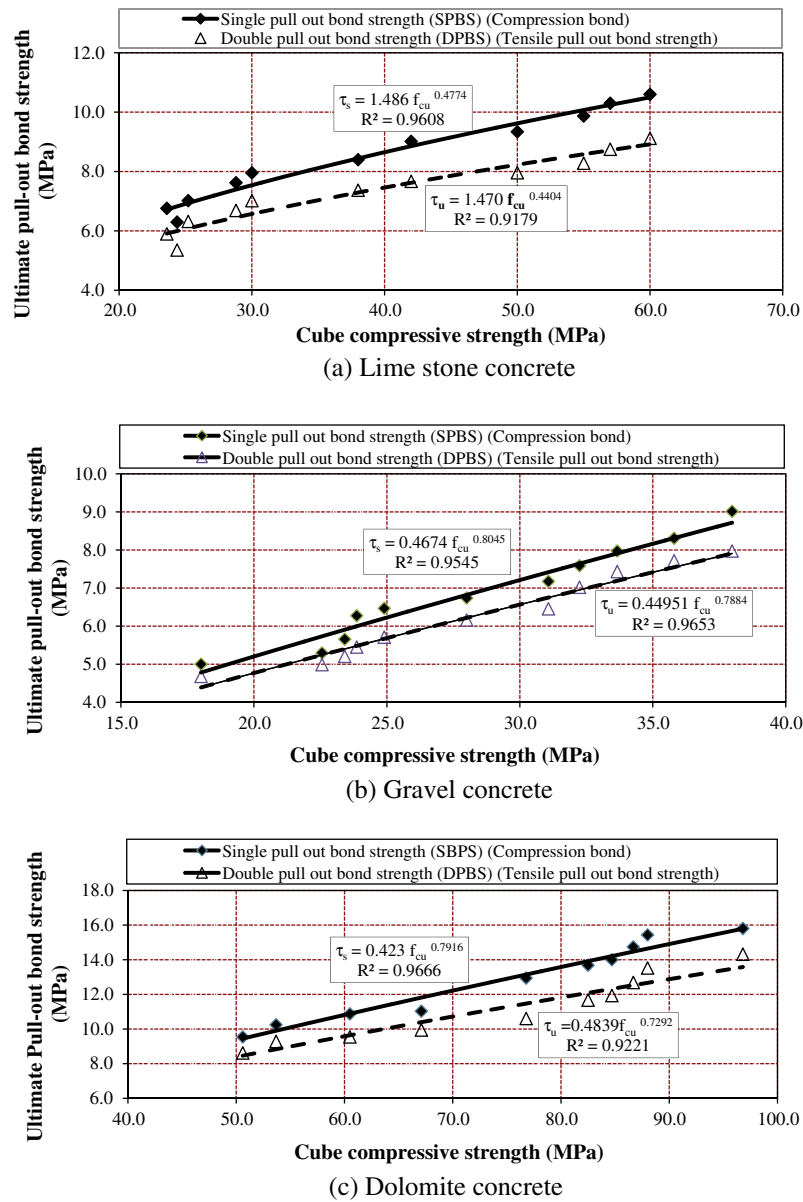 Single pull out bond strength (SPBS) (Compression bond)
Double pull out bond strength (DPBS) (Tensile pull out bond strength)
Ultimate pull-out bond strength
(MPa)
12.0
10.0
8.0
6.0
4.0
τs = 1.486 fcu 0.4774
R² = 0.9608
τu = 1.470 fcu 0.4404
R² = 0.9179
20.0 30.0 40.0 50.0 60.0 70.0
Cube compressive strength (MPa)
(a) Lime stone concrete
Single pull out bond strength (SPBS) (Compression bond)
Double pull out bond strength (DPBS) (Tensile pull out bond strength)
Ultimate pull-out bond strength
(MPa)
10.0
9.0
8.0
7.0
6.0
5.0
4.0
τs = 0.4674 fcu 0.8045
R² = 0.9545
τu = 0.44951 fcu 0.7884
R² = 0.9653
15.0 20.0 25.0 30.0 35.0 40.0
Cube compressive strength (MPa)
(b) Gravel concrete
Single pull out bond strength (SBPS) (Compression bond)
Double pull out bond strength (DPBS) (Tensile pull out bond strength)
Ultimate Pull-out bond strength
(MPa)
18.0
16.0
14.0
12.0
10.0
8.0
6.0
τs = 0.423 fcu 0.7916
R² = 0.9666
τu = 0.4839fcu 0.7292
R² = 0.9221
40.0 50.0 60.0 70.0 80.0 90.0 100.0
Cube compressive strength (MPa)
(c) Dolomite concrete